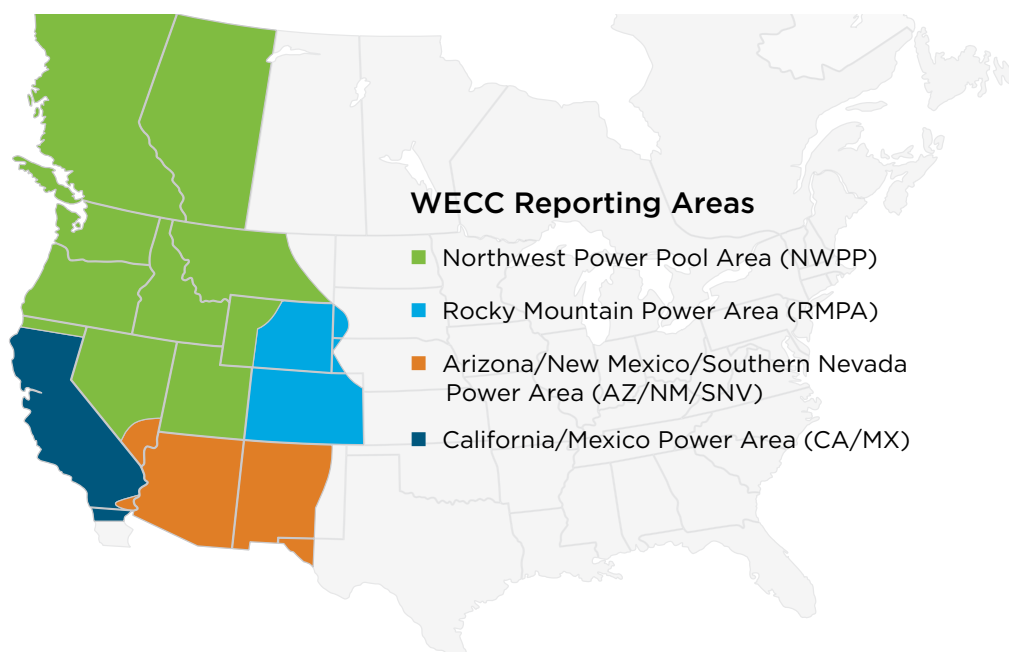 WECC Reporting Areas
Northwest Power Pool Area (NWPP)
Rocky Mountain Power Area (RMPA)
Arizona/New Mexico/Southern Nevada
Power Area (AZ/NM/SNV)
California/Mexico Power Area (CA/MX)